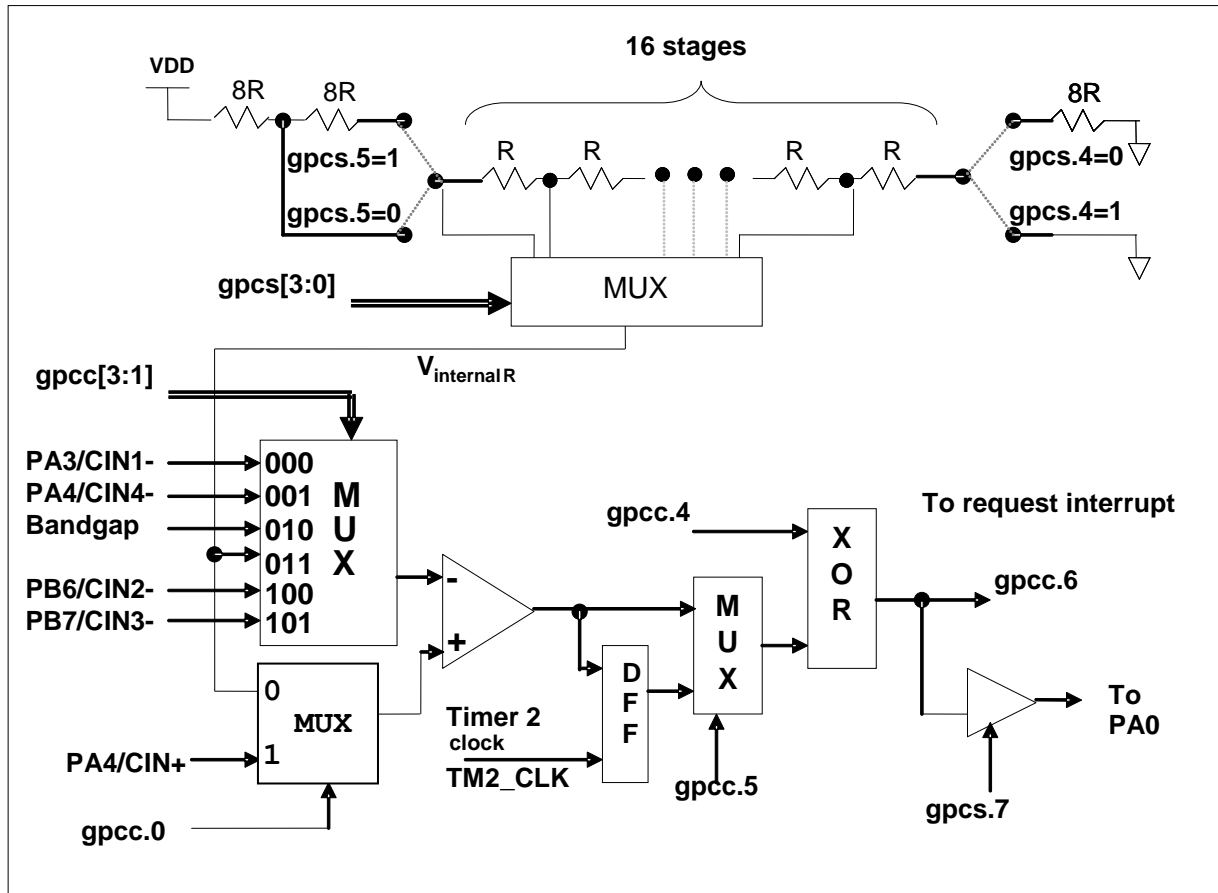 16 stages
VDD
8R
8R
8R
gpcs.5=1
R
R
R
R
gpcs.4=0
gpcs.5=0
gpcs.4=1
gpcs[3:0]
MUX
VinternalR
gpcc[3:1]
PA3/CIN1-
000
PA4/CIN4-
001
Bandgap
010
011
PB6/CIN2-
100
PB7/CIN3-
101
M
U
X
-
+
gpcc.4
X
O
R
To request interrupt
gpcc.6
M
U
X
D
F
F
0
MUX
1
PA4/CIN+
Timer 2
clock
TM2_CLK
gpcc.5
To
PA0
gpcs.7
gpcc.0